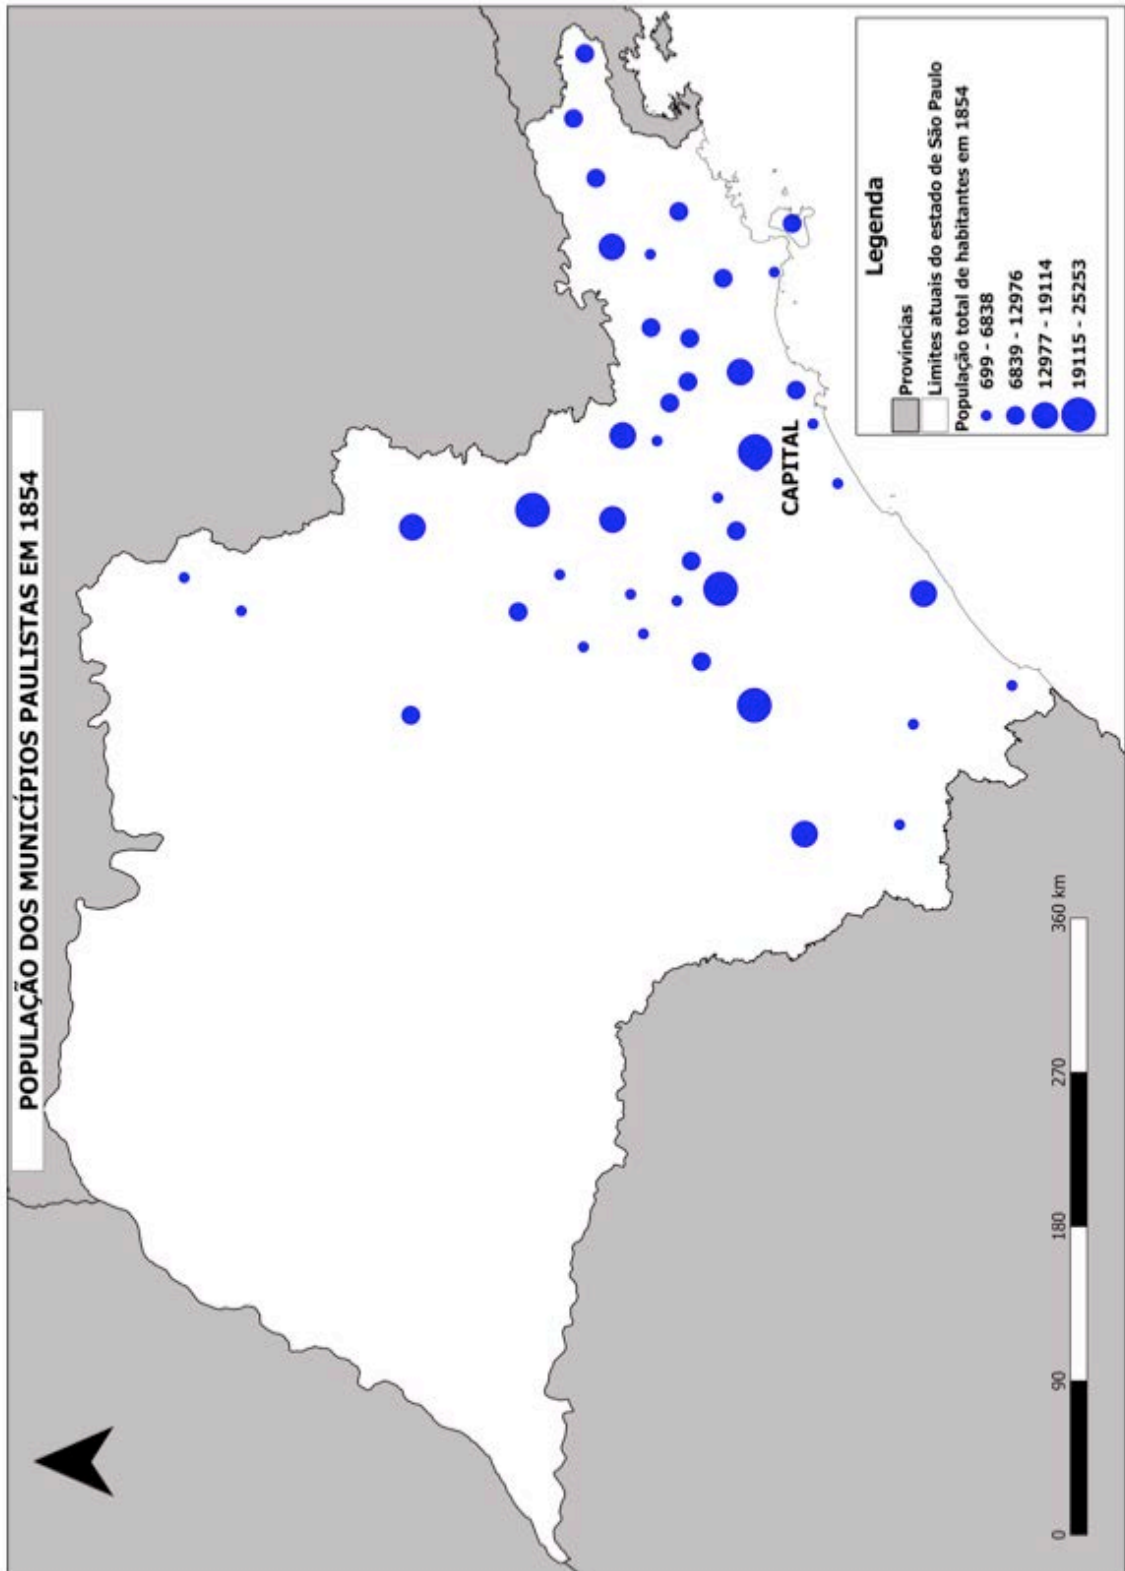 POPULAÇÃO DOS MUNICÍPIOS PAULISTAS EM 1854
CAPITAL
Legenda
Províncias
Limites atuais do estado de São Paulo
População total de habitantes em 1854
699 - 6838
6839 - 12976
12977 - 19114
19115 - 25253
0 90 180 270 360 km